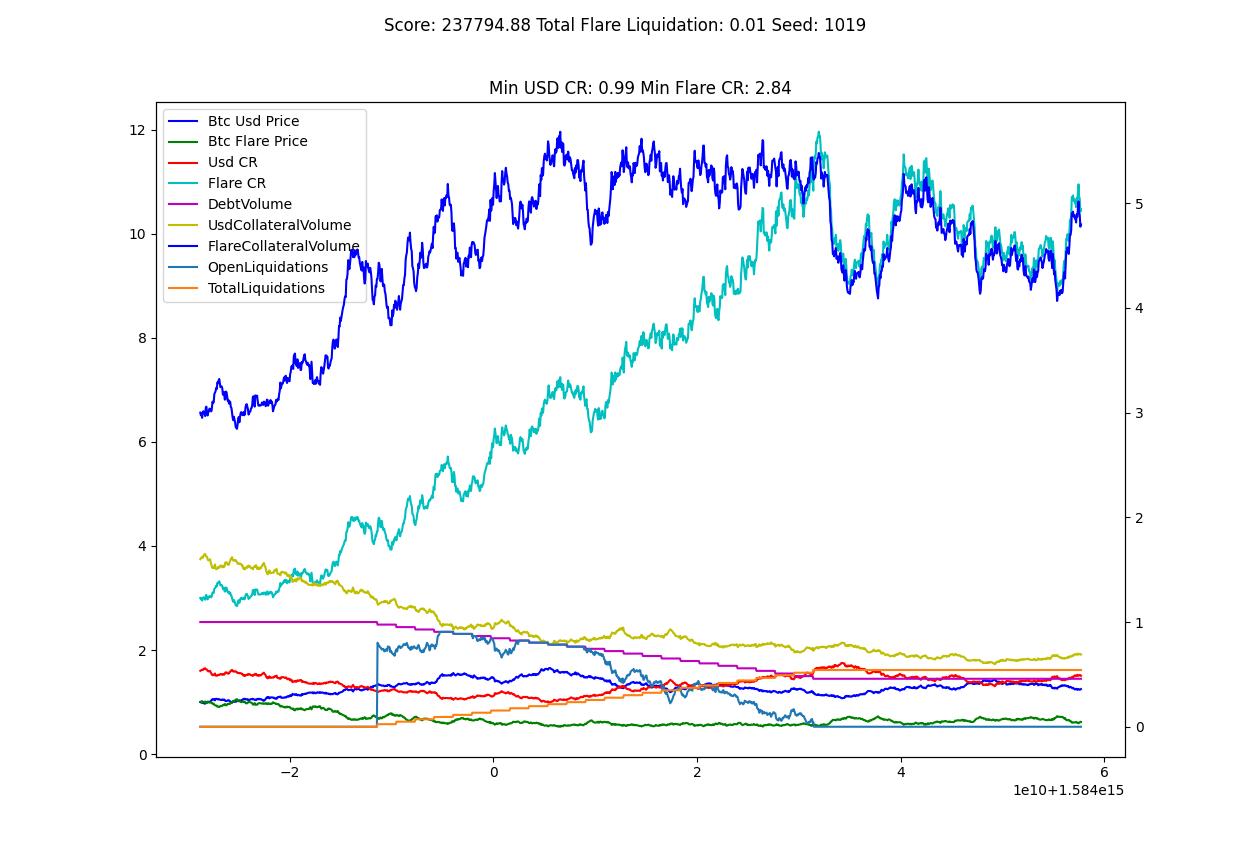 Score: 237794.88 Total Flare Liquidation: 0.01 Seed: 1019
Min USD CR: 0.99 Min Flare CR: 2.84
Btc Usd Price
Btc Flare Price
Usd CR
Flare CR
DebtVolume
UsdCollateralVolume
FlareCollateralVolume
OpenLiquidations
TotalLiquidations
12
10
8
6
4
2
0
5
4
3
2
1
0
−2
0
2
4
6
1e10+1.584e15